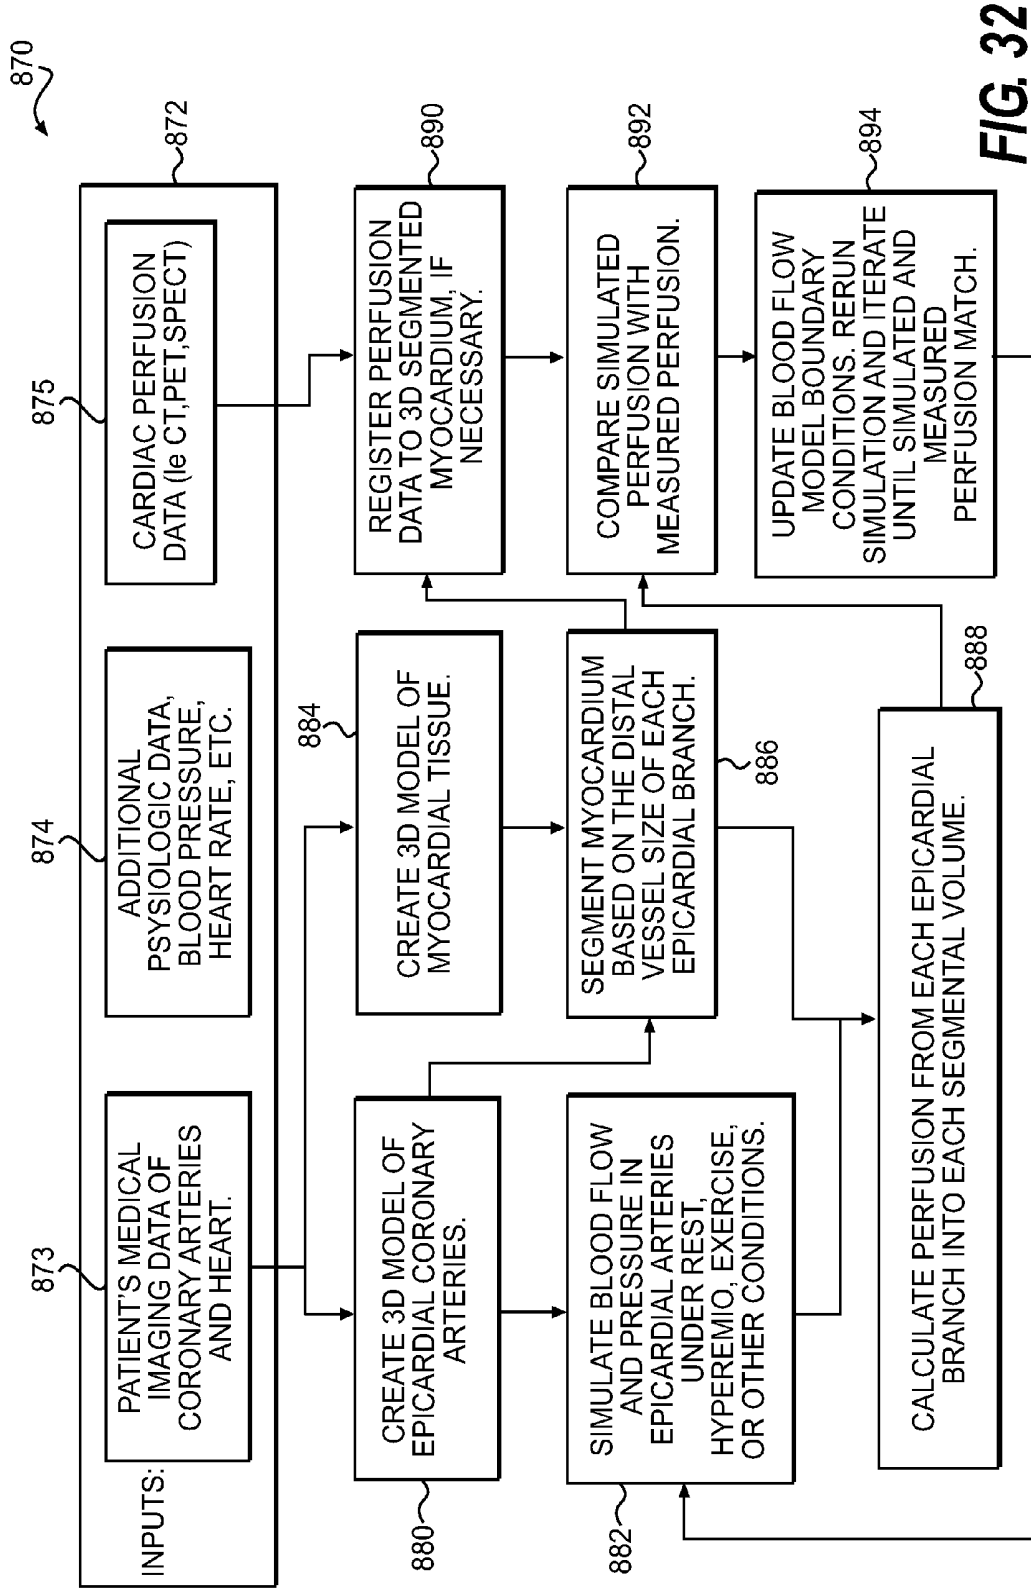 870
872
INPUTS:
873
PATIENT'S MEDICAL
IMAGING DATA OF
CORONARY ARTERIES
AND HEART.
874
ADDITIONAL
PSYIOLOGIC DATA,
BLOOD PRESSURE,
HEART RATE, ETC.
875
CARDIAC PERFUSION
DATA (Ie CT,PET,SPECT)
880
CREATE 3D MODEL OF
EPICARDIAL CORONARY
ARTERIES.
884
CREATE 3D MODEL OF
MYOCARDIAL TISSUE.
890
REGISTER PERFUSION
DATA TO 3D SEGMENTED
MYOCARDIUM, IF
NECESSARY.
882
SIMULATE BLOOD FLOW
AND PRESSURE IN
EPICARDIAL ARTERIES
UNDER REST,
HYPEREMIO, EXERCISE,
OR OTHER CONDITIONS.
886
SEGMENT MYOCARDIUM
BASED ON THE DISTAL
VESSEL SIZE OF EACH
EPICARDIAL BRANCH.
892
COMPARE SIMULATED
PERFUSION WITH
MEASURED PERFUSION.
888
CALCULATE PERFUSION FROM EACH EPICARDIAL
BRANCH INTO EACH SEGMENTAL VOLUME.
894
UPDATE BLOOD FLOW
MODEL BOUNDARY
CONDITIONS. RERUN
SIMULATION AND ITERATE
UNTIL SIMULATED AND
MEASURED
PERFUSION MATCH.
FIG. 32